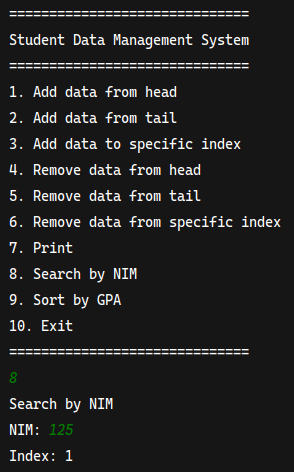 ==============================
Student Data Management System
==============================
1. Add data from head
2. Add data from tail
3. Add data to specific index
4. Remove data from head
5. Remove data from tail
6. Remove data from specific index
7. Print
8. Search by NIM
9. Sort by GPA
10. Exit
==============================
8
Search by NIM
NIM: 125
Index: 1